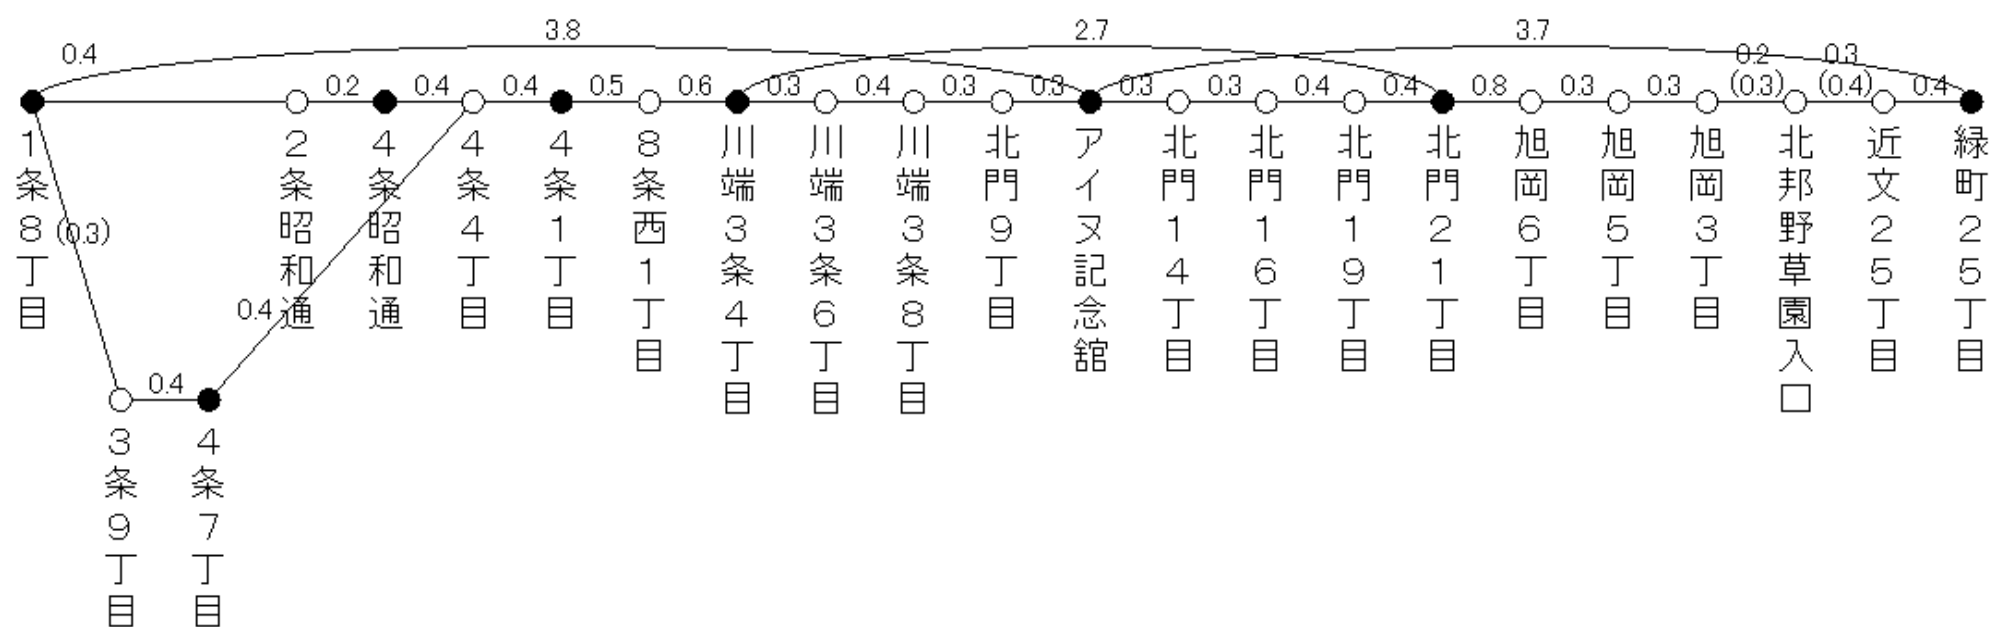 3.8
2.7
3.7
0.4
0.2
0.4
0.4
0.5
0.6
0.3
0.4
0.3
0.3
0.3
0.3
0.4
0.4
0.8
0.3
0.3
0.2
(0.3)
0.3
(0.4)
0.4
1条8丁目
2条昭和通
4条昭和通
4条4丁目
4条1丁目
8条西1丁目
川端3条4丁目
川端3条6丁目
川端3条8丁目
北門9丁目
アイヌ記念舘
北門14丁目
北門16丁目
北門19丁目
北門21丁目
旭岡6丁目
旭岡5丁目
旭岡3丁目
北邦野草園入口
近文25丁目
緑町25丁目
(0.3)
0.4
0.4
3条9丁目
4条7丁目